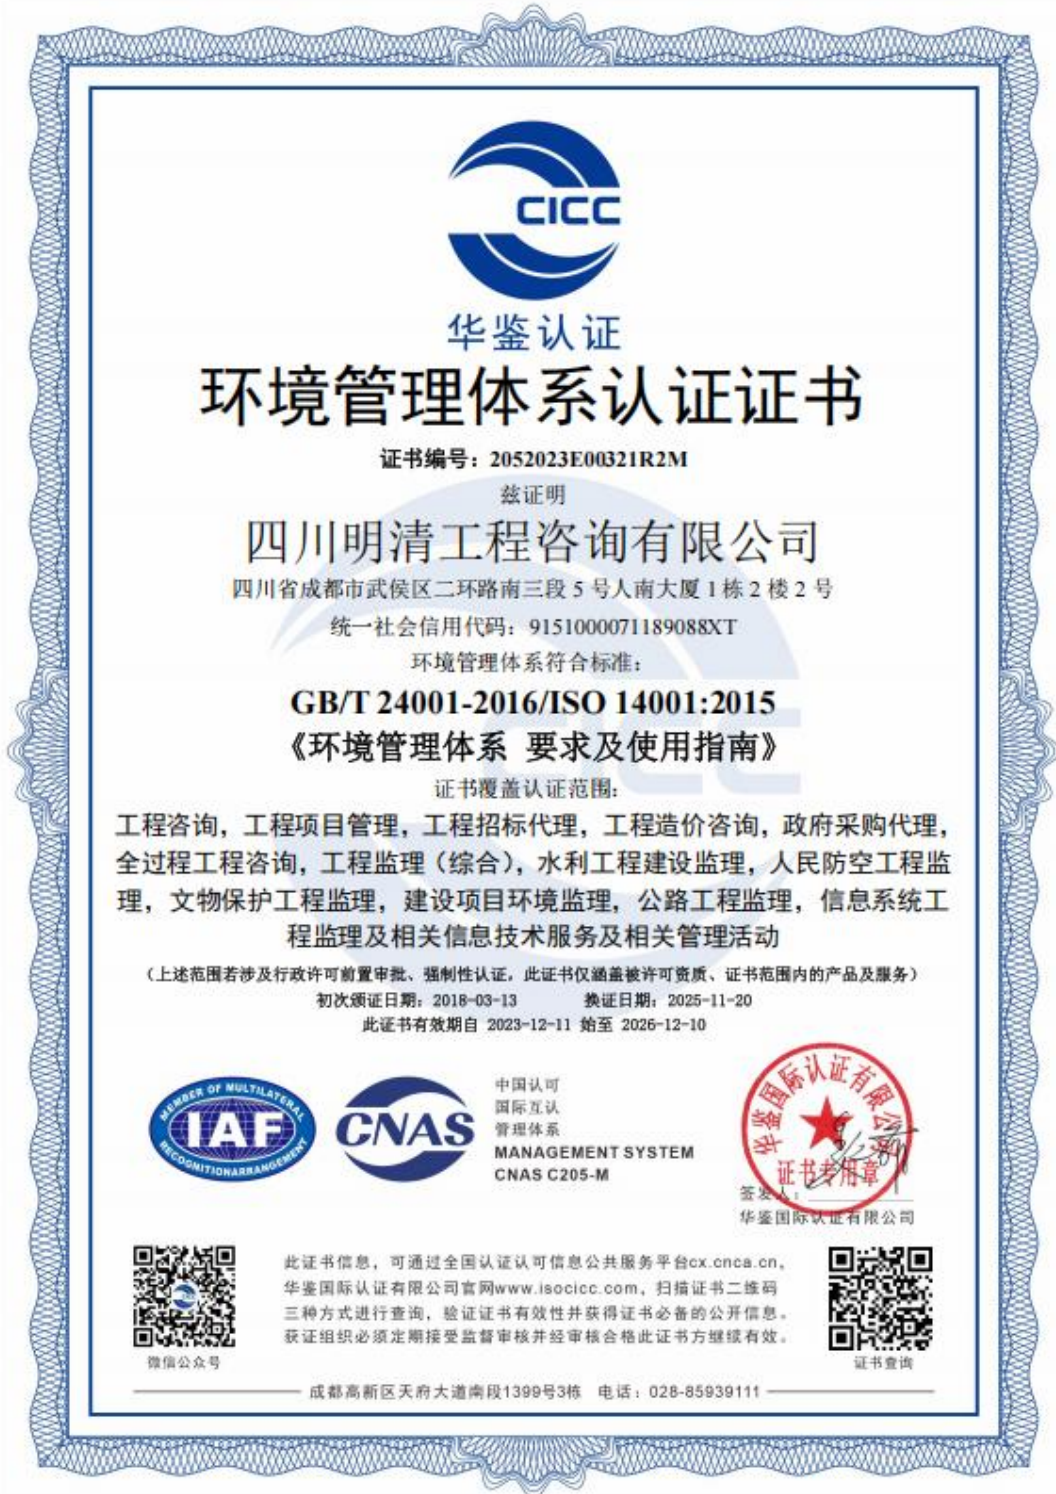 CICC
华鉴认证
环境管理体系认证证书
证书编号：2052023E00321R2M
兹证明
四川明清工程咨询有限公司
四川省成都市武侯区二环路南三段 5 号人南大厦 1 栋 2 楼 2 号
统一社会信用代码：9151000071189088XT
环境管理体系符合标准：
GB/T 24001-2016/ISO 14001:2015
《环境管理体系 要求及使用指南》
证书覆盖认证范围：
工程咨询，工程项目管理，工程招标代理，工程造价咨询，政府采购代理，
全过程工程咨询，工程监理（综合），水利工程建设监理，人民防空工程监
理，文物保护工程监理，建设项目环境监理，公路工程监理，信息系统工
程监理及相关信息技术服务及相关管理活动
（上述范围若涉及行政许可前置审批、强制性认证，此证书仅涵盖被许可资质、证书范围内的产品及服务）
初次颁证日期：2018-03-13 换证日期：2025-11-20
此证书有效期自 2023-12-11 始至 2026-12-10
MEMBER OF MULTILATERAL
IAF
RECOGNITIONARRANGEMENT
CNAS
中国认可
国际互认
管理体系
MANAGEMENT SYSTEM
CNAS C205-M
华鉴国际认证有限公司
证书专用章
签发人：
华鉴国际认证有限公司
此证书信息，可通过全国认证认可信息公共服务平台cx.cnca.cn，
华鉴国际认证有限公司官网www.isocicc.com，扫描证书二维码
三种方式进行查询，验证证书有效性并获得证书必备的公开信息。
获证组织必须定期接受监督审核并经审核合格此证书方继续有效。
微信公众号
证书查询
成都高新区天府大道南段1399号3栋 电话：028-85939111